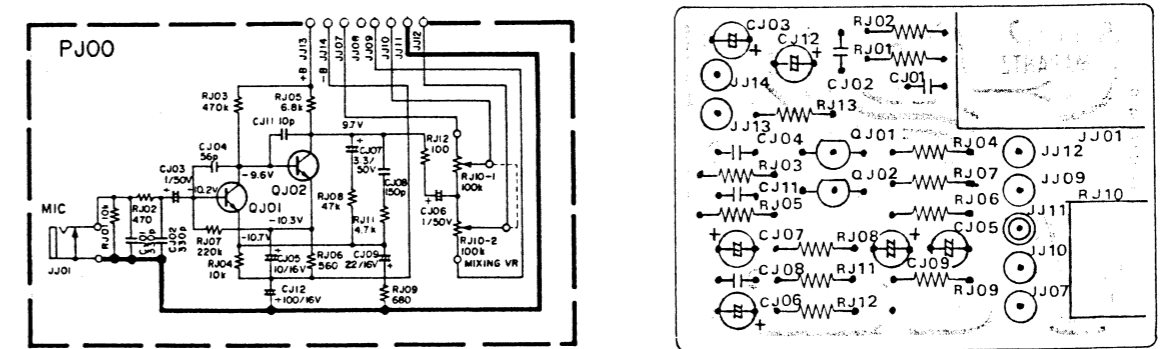 PJ00
+B JJ13
-B JJ14
JJ07
JJ08
JJ09
JJ10
JJ11
JJ12
RJ03
470k
RJ05
6.8k
CJ11 10p
9.7V
CJ04
56p
CJ03
1/50V
-9.6V
-10.2V
QJ02
QJ01
CJ07
3.3/
50V
CJ08
150p
RJ12
100
RJ10-1
100k
CJ06
1/50V
RJ08
47k
RJ11
4.7k
RJ10-2
100k
MIXING VR
MIC
JJ01
RJ01 10k
RJ02
470
CJ01
330p
CJ02
330p
-10.3V
-10.7V
RJ07
220k
RJ04
10k
CJ05
10/16V
RJ06
560
CJ09
22/16V
CJ12
100/16V
RJ09
680
CJ03
CJ12
RJ02
RJ01
CJ01
CJ02
JJ14
RJ13
JJ13
CJ04
QJ01
RJ04
JJ01
JJ12
RJ03
CJ11
QJ02
RJ07
JJ09
RJ05
RJ06
RJ10
JJ11
CJ07
RJ08
CJ05
JJ10
CJ08
RJ11
CJ09
RJ09
JJ07
CJ06
RJ12